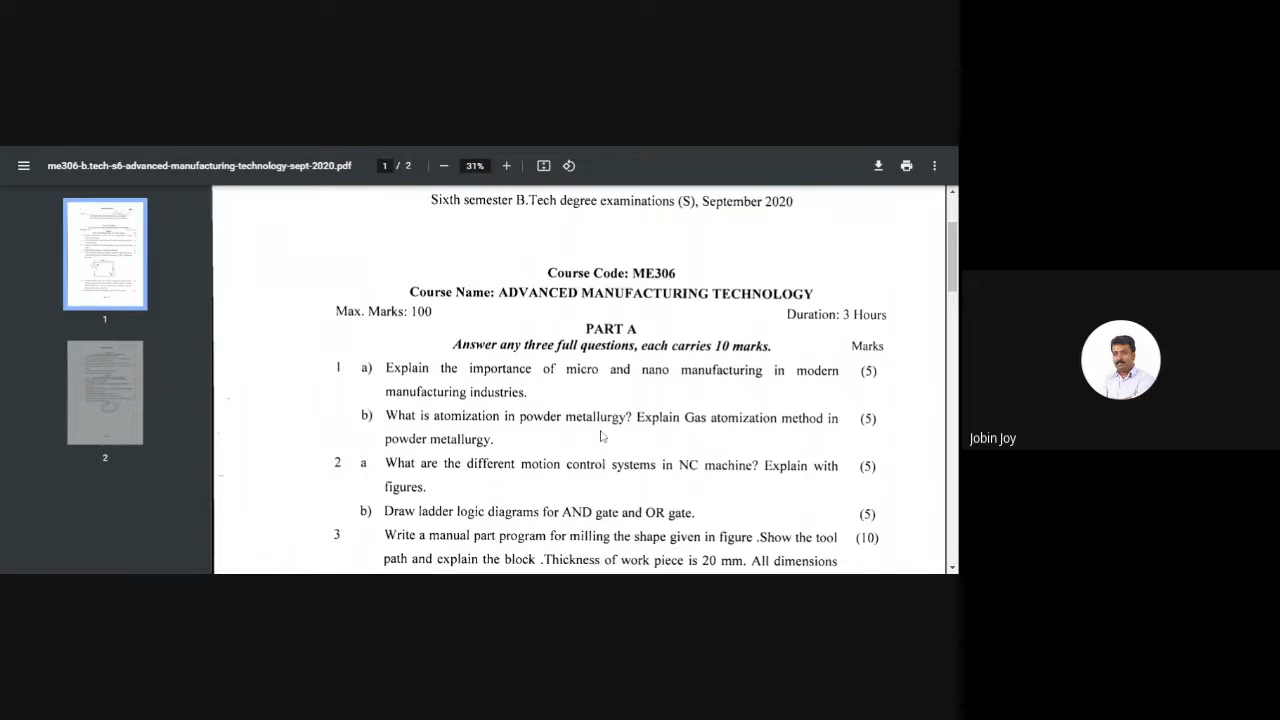 me306-b.tech-s6-advanced-manufacturing-technology-sept-2020.pdf 1 / 2 31%
Sixth semester B.Tech degree examinations (S), September 2020
Course Code: ME306
Course Name: ADVANCED MANUFACTURING TECHNOLOGY
Max. Marks: 100 Duration: 3 Hours
PART A
Answer any three full questions, each carries 10 marks. Marks
1 a) Explain the importance of micro and nano manufacturing in modern (5)
manufacturing industries.
b) What is atomization in powder metallurgy? Explain Gas atomization method in (5)
powder metallurgy.
2 a What are the different motion control systems in NC machine? Explain with (5)
figures.
b) Draw ladder logic diagrams for AND gate and OR gate. (5)
3 Write a manual part program for milling the shape given in figure .Show the tool (10)
path and explain the block .Thickness of work piece is 20 mm. All dimensions
1
2
Jobin Joy